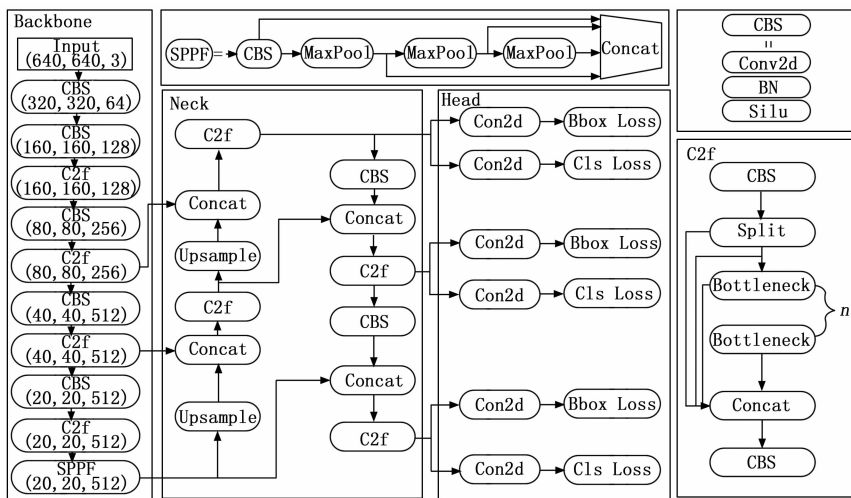 Backbone
Input
(640, 640, 3)
CBS
(320, 320, 64)
CBS
(160, 160, 128)
C2f
(160, 160, 128)
CBS
(80, 80, 256)
C2f
(80, 80, 256)
CBS
(40, 40, 512)
C2f
(40, 40, 512)
CBS
(20, 20, 512)
C2f
(20, 20, 512)
SPPF
(20, 20, 512)
SPPF = CBS MaxPool MaxPool MaxPool Concat
Neck
C2f
Concat
Upsample
C2f
Concat
Upsample
CBS
Concat
C2f
CBS
Concat
C2f
Head
Con2d Bbox Loss
Con2d Cls Loss
Con2d Bbox Loss
Con2d Cls Loss
Con2d Bbox Loss
Con2d Cls Loss
CBS
=
Conv2d
BN
Silu
C2f
CBS
Split
Bottleneck
n
Bottleneck
Concat
CBS